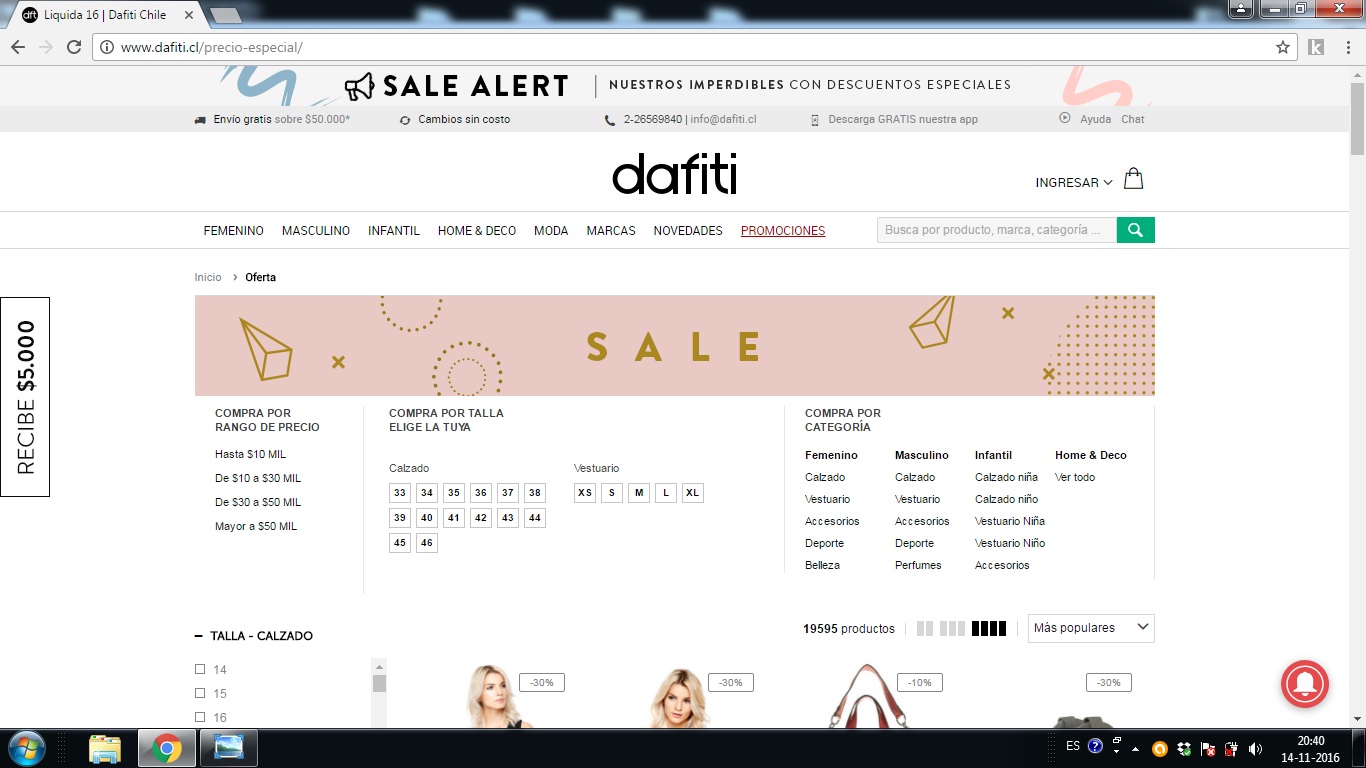 dft Liquida 16 | Dafiti Chile
www.dafiti.cl/precio-especial/
SALE ALERT | NUESTROS IMPERDIBLES CON DESCUENTOS ESPECIALES
Envío gratis sobre $50.000*
Cambios sin costo
2-26569840 | info@dafiti.cl
Descarga GRATIS nuestra app
Ayuda Chat
dafiti
INGRESAR
FEMENINO MASCULINO INFANTIL HOME & DECO MODA MARCAS NOVEDADES PROMOCIONES
Busca por producto, marca, categoría ...
Inicio > Oferta
RECIBE $5.000
SALE
COMPRA POR
RANGO DE PRECIO
Hasta $10 MIL
De $10 a $30 MIL
De $30 a $50 MIL
Mayor a $50 MIL
COMPRA POR TALLA
ELIGE LA TUYA
Calzado
33 34 35 36 37 38
39 40 41 42 43 44
45 46
Vestuario
XS S M L XL
COMPRA POR
CATEGORÍA
Femenino
Calzado
Vestuario
Accesorios
Deporte
Belleza
Masculino
Calzado
Vestuario
Accesorios
Deporte
Perfumes
Infantil
Calzado niña
Calzado niño
Vestuario Niña
Vestuario Niño
Accesorios
Home & Deco
Ver todo
19595 productos
Más populares
TALLA - CALZADO
14
15
16
-30%
-30%
-10%
-30%
ES
20:40
14-11-2016